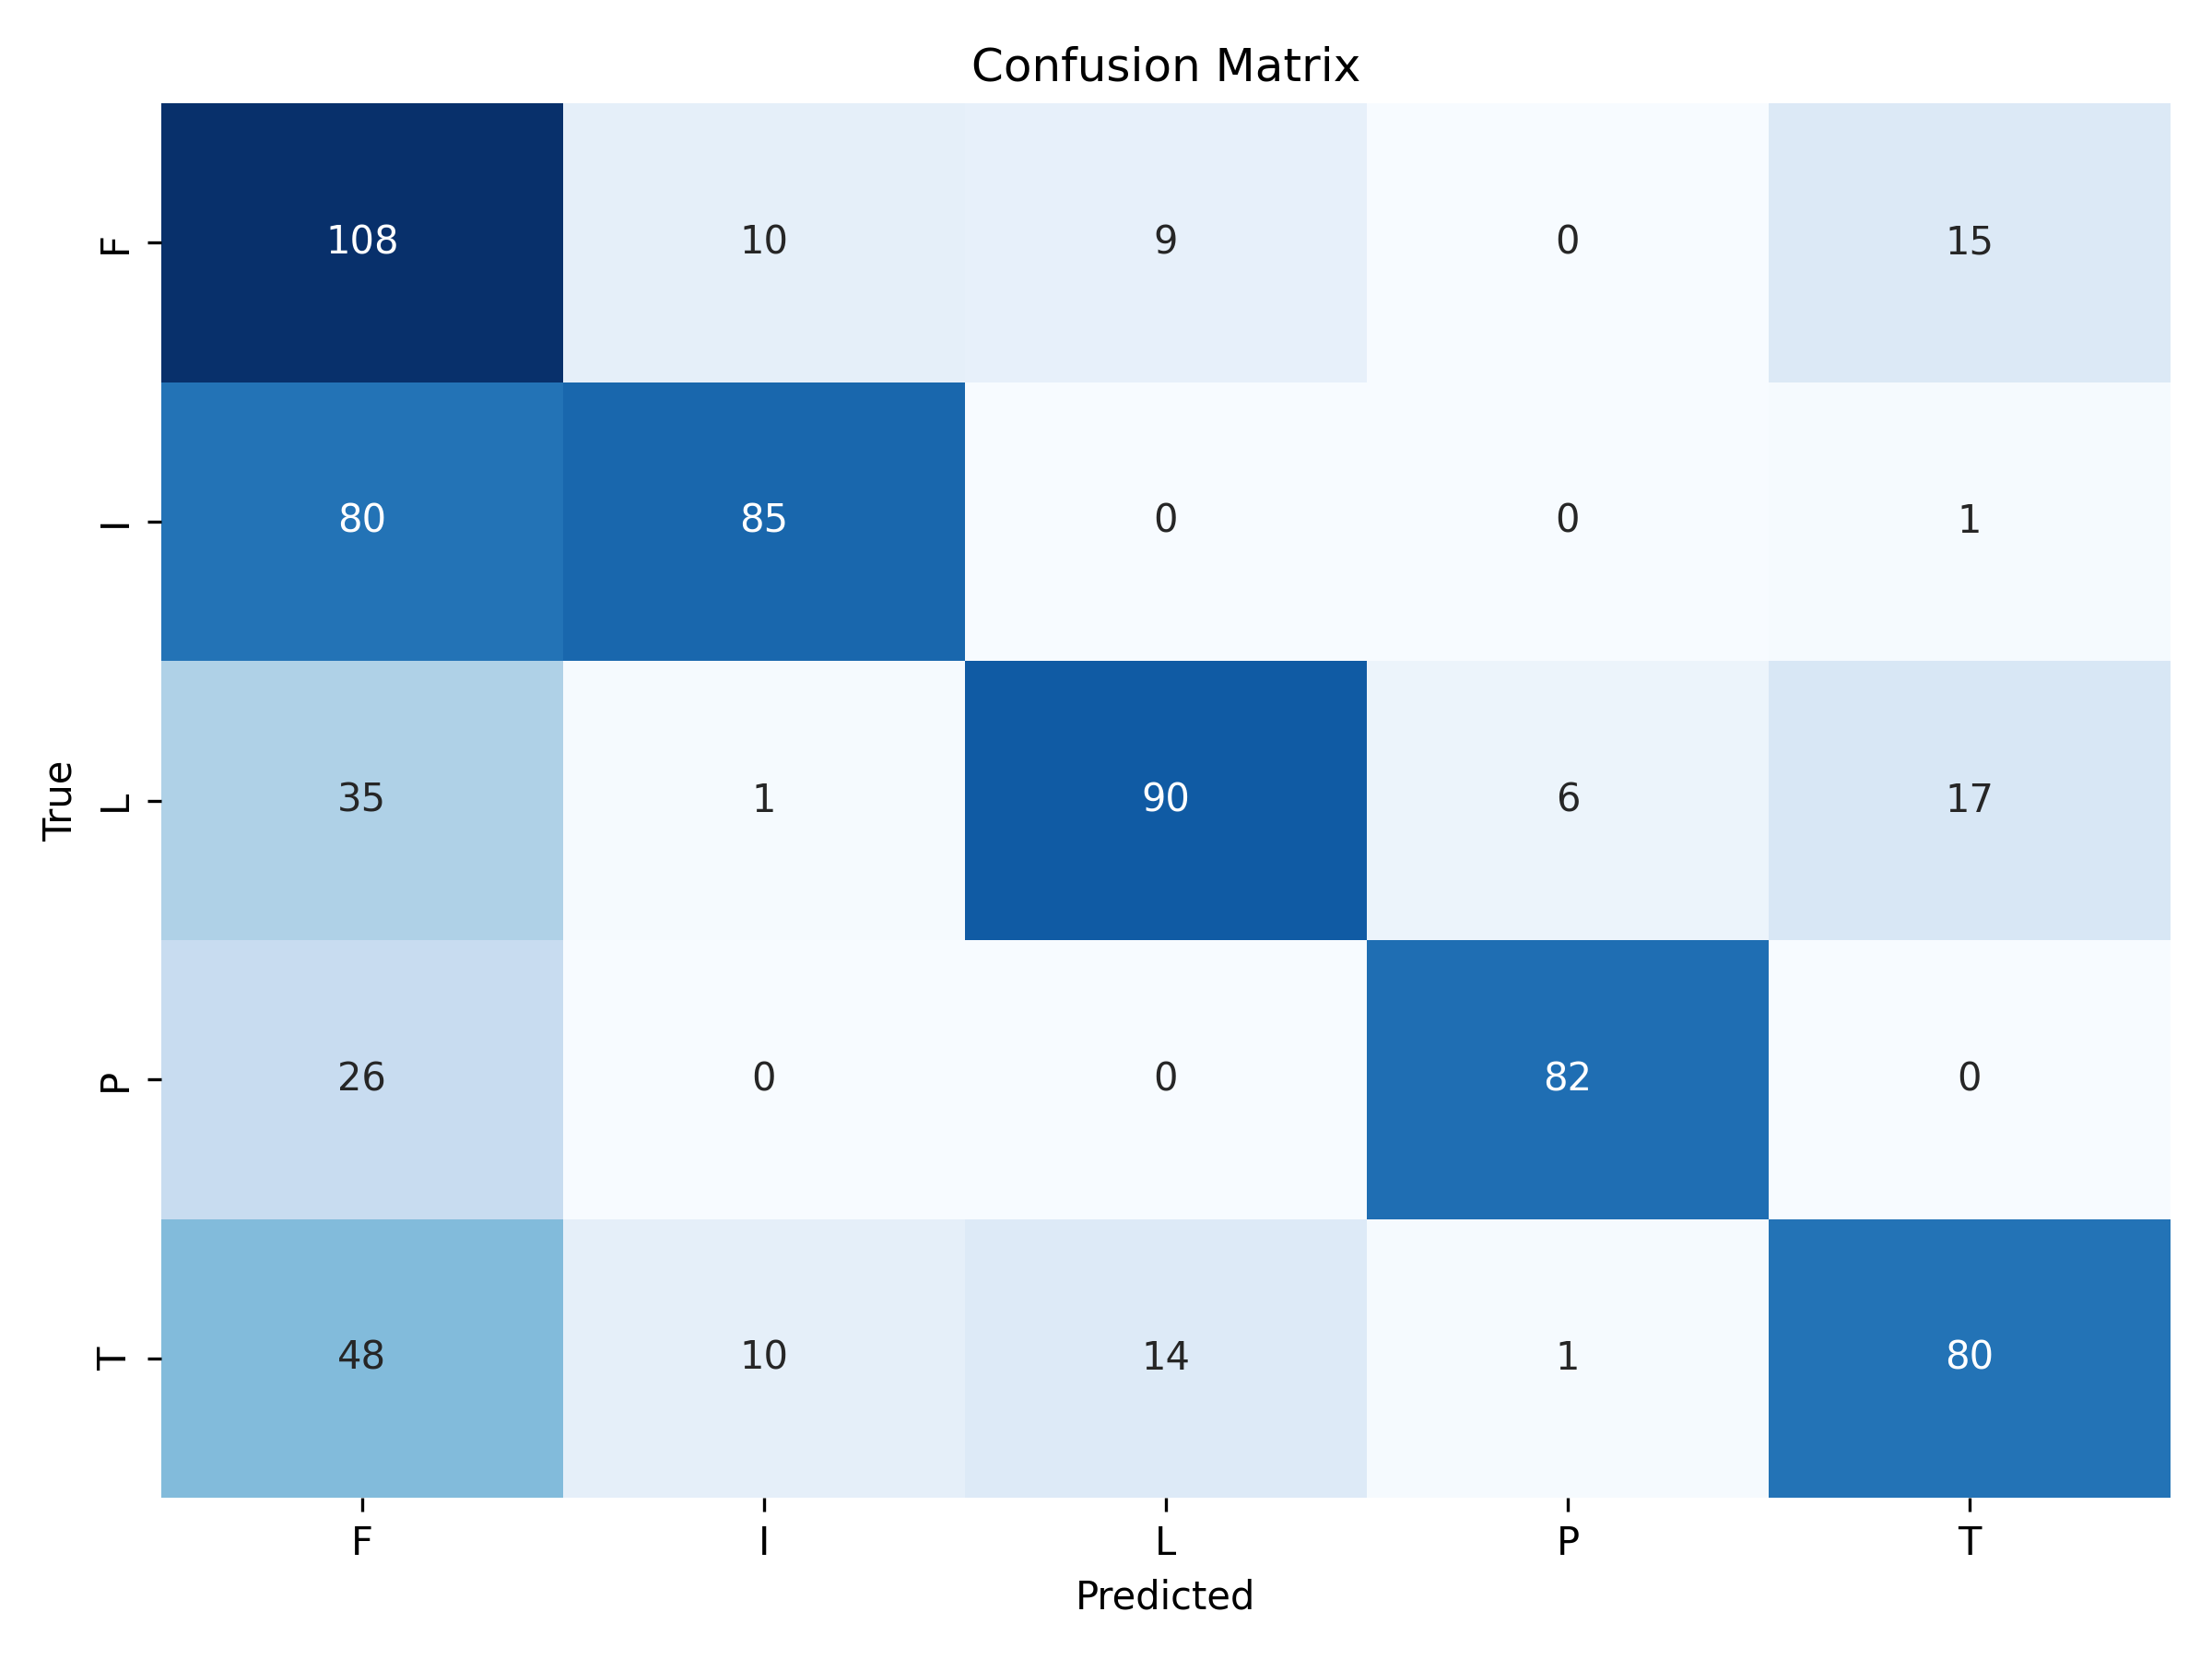 Confusion Matrix
F 108 10 9 0 15
I 80 85 0 0 1
True
L 35 1 90 6 17
P 26 0 0 82 0
T 48 10 14 1 80
F I L P T
Predicted